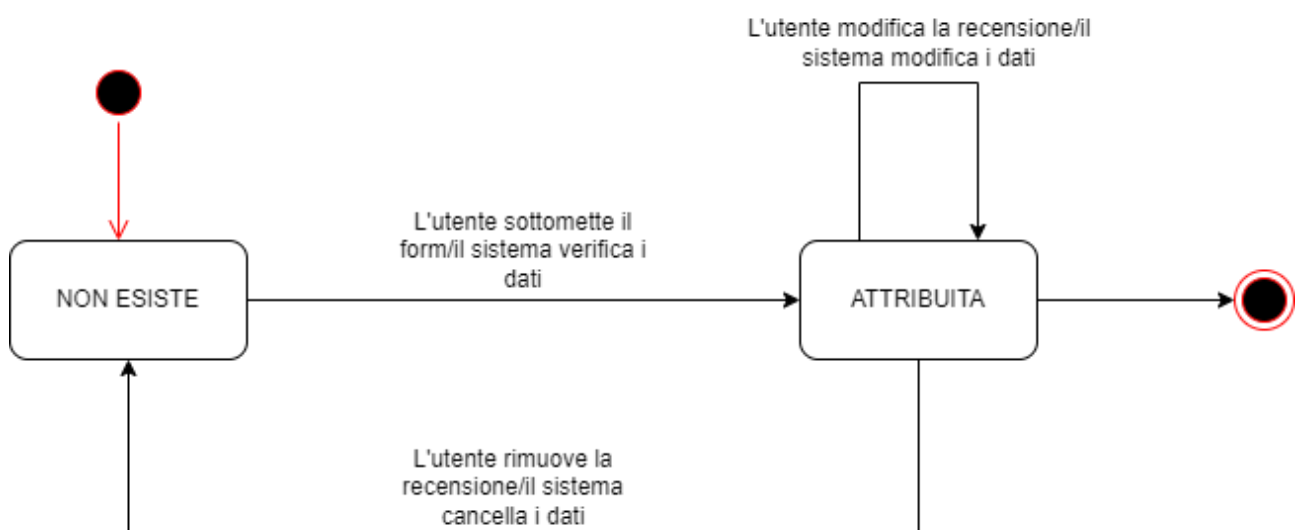 L'utente modifica la recensione/il
sistema modifica i dati
L'utente sottomette il
form/il sistema verifica i
dati
NON ESISTE
ATTRIBUITA
L'utente rimuove la
recensione/il sistema
cancella i dati